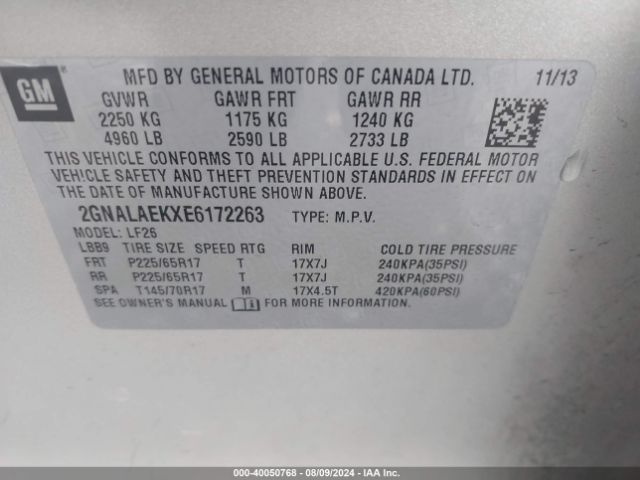 GM
MFD BY GENERAL MOTORS OF CANADA LTD. 11/13
GVWR GAWR FRT GAWR RR
2250 KG 1175 KG 1240 KG
4960 LB 2590 LB 2733 LB
THIS VEHICLE CONFORMS TO ALL APPLICABLE U.S. FEDERAL MOTOR
VEHICLE SAFETY AND THEFT PREVENTION STANDARDS IN EFFECT ON
THE DATE OF MANUFACTURE SHOWN ABOVE.
2GNALAEKXE6172263 TYPE: M.P.V.
MODEL: LF26
LBB9 TIRE SIZE SPEED RTG RIM COLD TIRE PRESSURE
FRT P225/65R17 T 17X7J 240KPA(35PSI)
RR P225/65R17 T 17X7J 240KPA(35PSI)
SPA T145/70R17 M 17X4.5T 420KPA(60PSI)
SEE OWNER'S MANUAL FOR MORE INFORMATION.
000-40050768 - 08/09/2024 - IAA Inc.